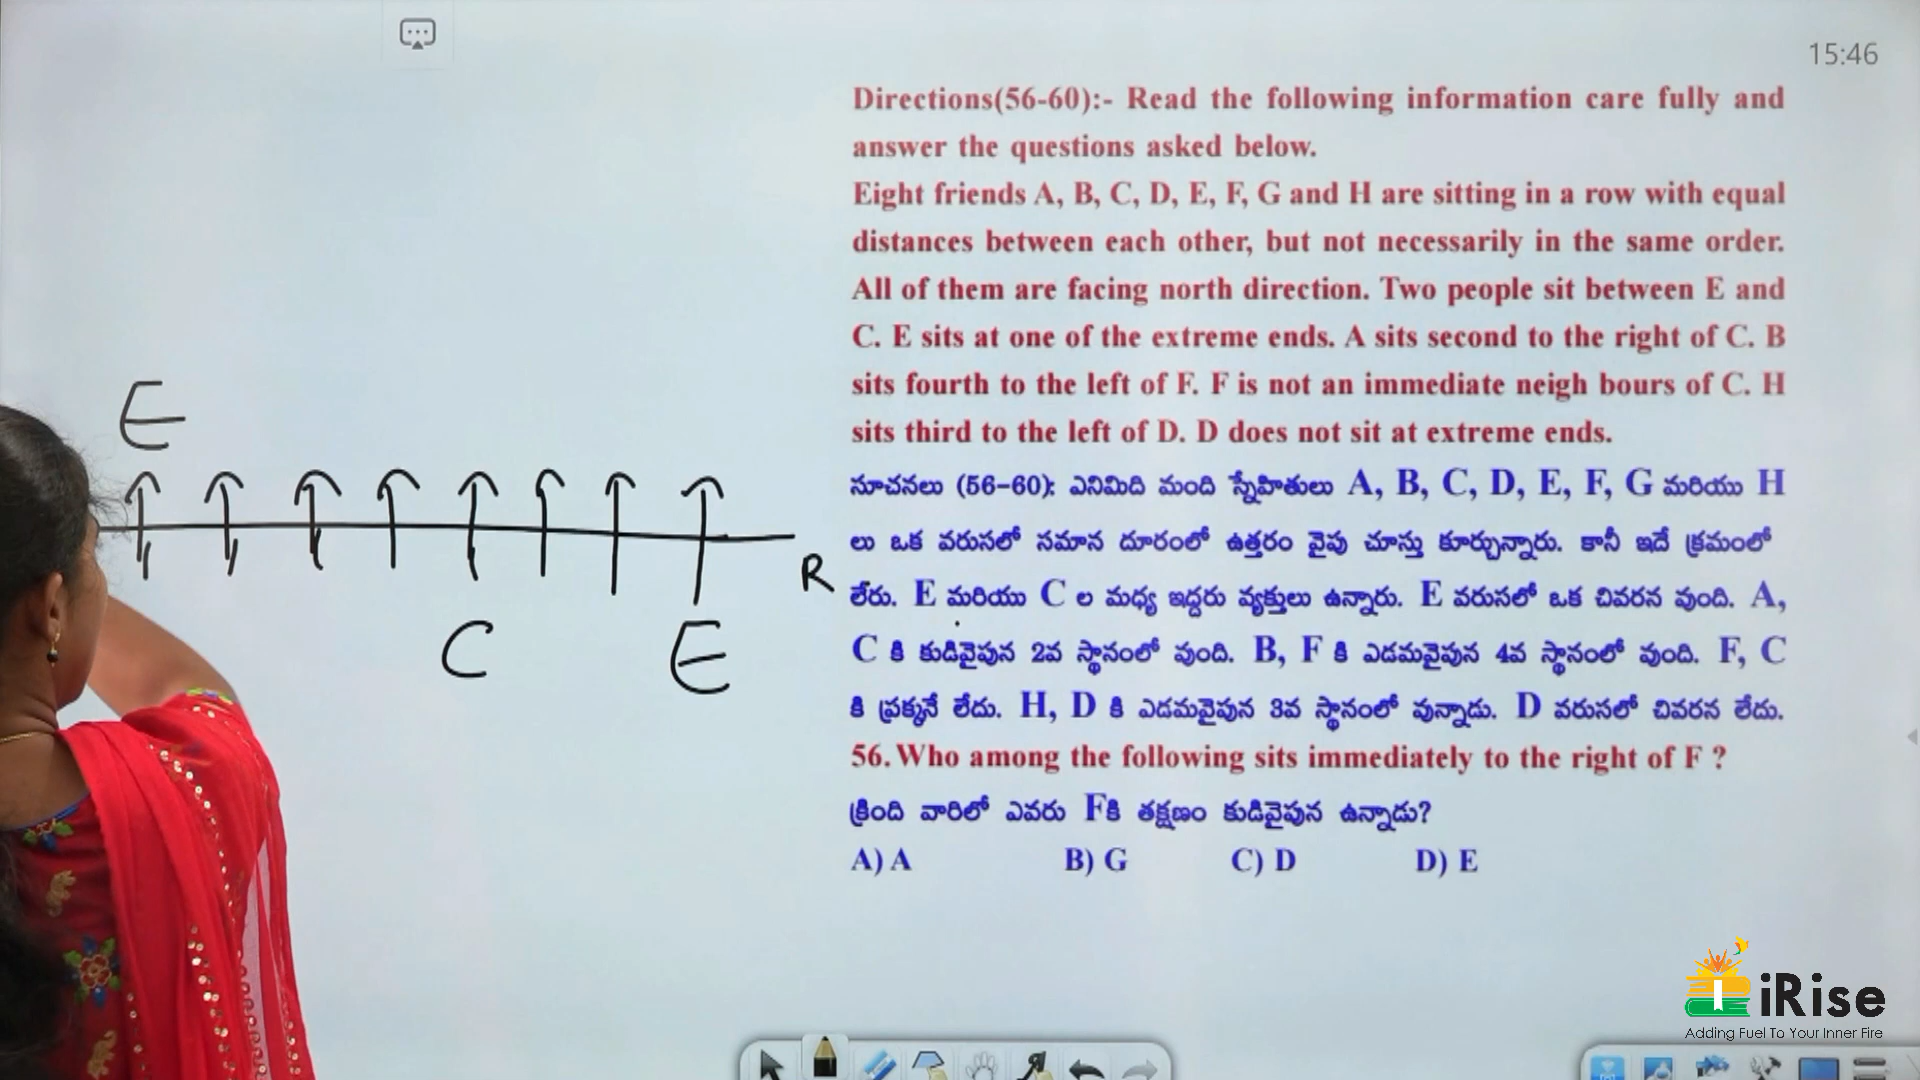 15:46
Directions(56-60):- Read the following information care fully and
answer the questions asked below.
Eight friends A, B, C, D, E, F, G and H are sitting in a row with equal
distances between each other, but not necessarily in the same order.
All of them are facing north direction. Two people sit between E and
C. E sits at one of the extreme ends. A sits second to the right of C. B
sits fourth to the left of F. F is not an immediate neigh bours of C. H
sits third to the left of D. D does not sit at extreme ends.
సూచనలు (56-60): ఎనిమిది మంది స్నేహితులు A, B, C, D, E, F, G మరియు H
లు ఒక వరుసలో సమాన దూరంలో ఉత్తరం వైపు చూస్తు కూర్చున్నారు. కానీ ఇదే క్రమంలో
లేరు. E మరియు C ల మధ్య ఇద్దరు వ్యక్తులు ఉన్నారు. E వరుసలో ఒక చివరన వుంది. A,
C కి కుడివైపున 2వ స్థానంలో వుంది. B, F కి ఎడమవైపున 4వ స్థానంలో వుంది. F, C
కి ప్రక్కనే లేదు. H, D కి ఎడమవైపున 3వ స్థానంలో వున్నాడు. D వరుసలో చివరన లేదు.
56. Who among the following sits immediately to the right of F ?
క్రింది వారిలో ఎవరు Fకి తక్షణం కుడివైపున ఉన్నాడు?
A) A B) G C) D D) E
E
R
C E
iRise
Adding Fuel To Your Inner Fire